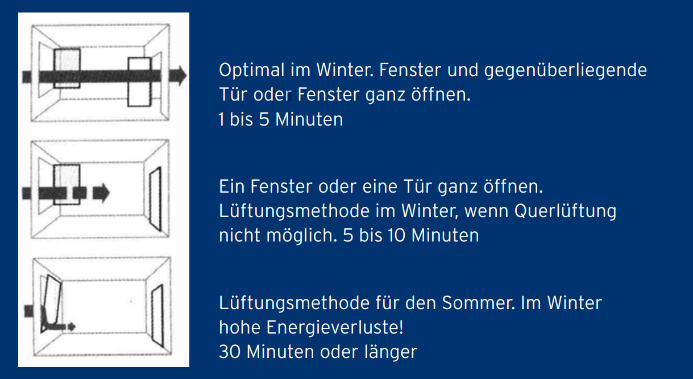 Optimal im Winter. Fenster und gegenüberliegende
Tür oder Fenster ganz öffnen.
1 bis 5 Minuten
Ein Fenster oder eine Tür ganz öffnen.
Lüftungsmethode im Winter, wenn Querlüftung
nicht möglich. 5 bis 10 Minuten
Lüftungsmethode für den Sommer. Im Winter
hohe Energieverluste!
30 Minuten oder länger